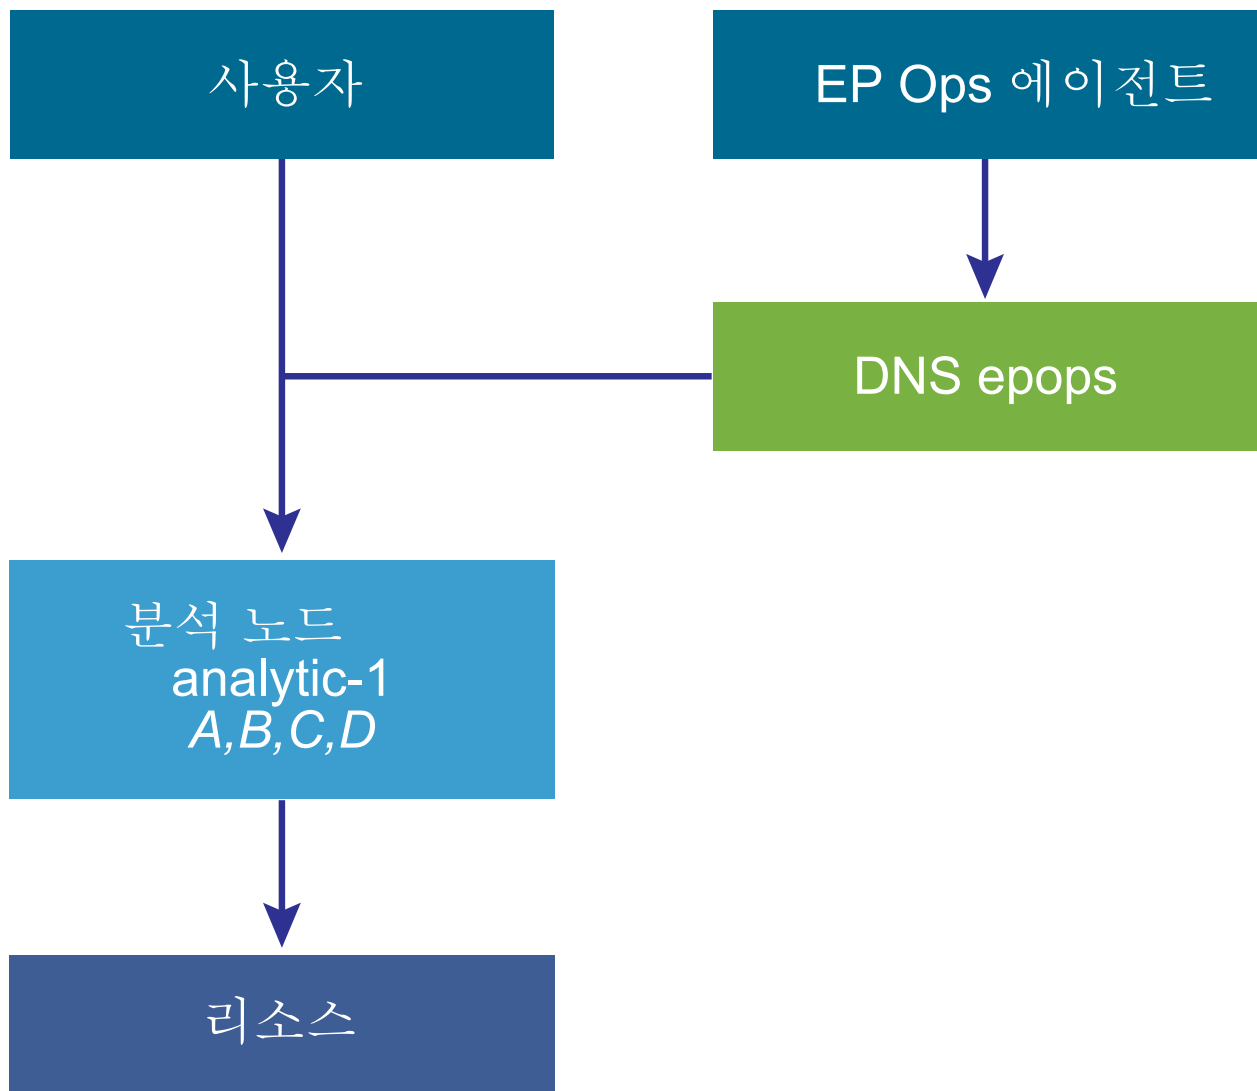 사용자
EP Ops 에이전트
DNS epops
분석 노드
analytic-1
A,B,C,D
리소스